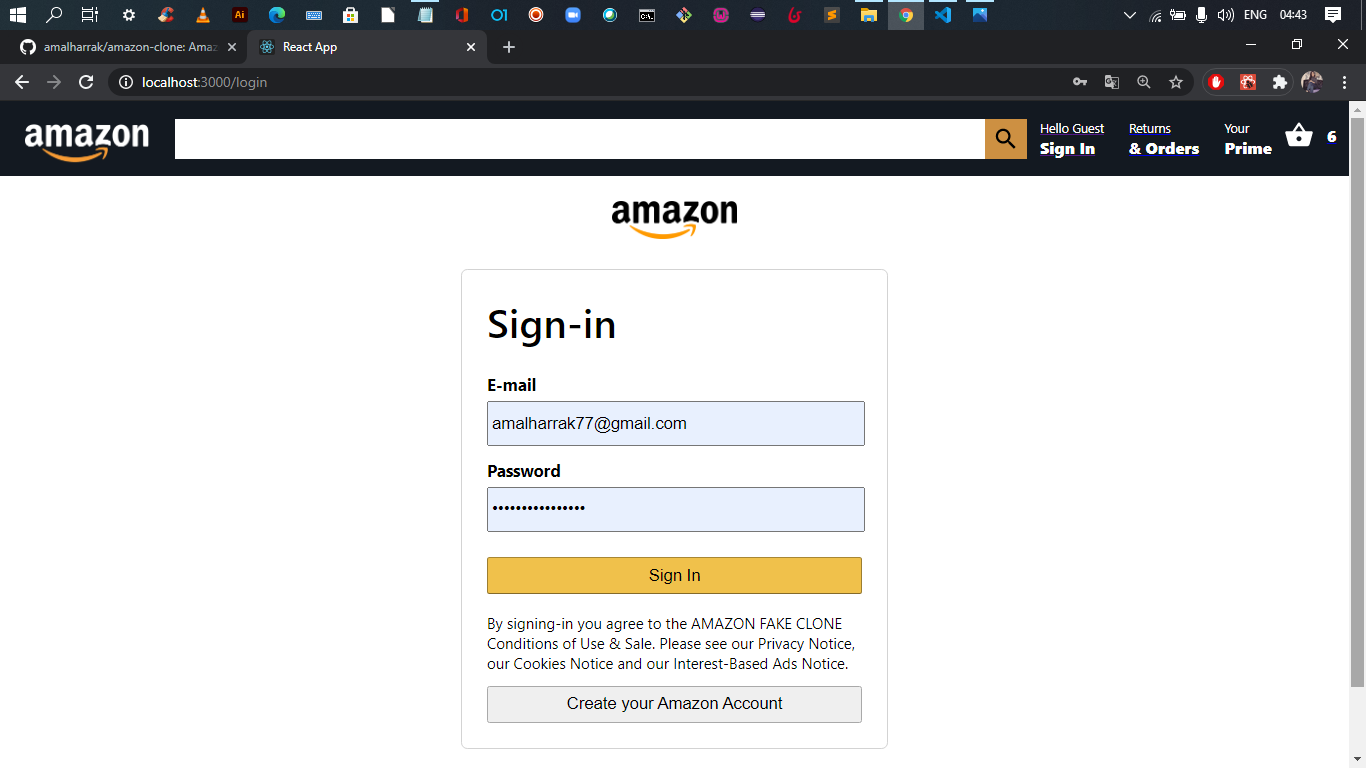 ENG
04:43
amalharrak/amazon-clone: Amaz
React App
localhost:3000/login
amazon
Hello Guest
Sign In
Returns
& Orders
Your
Prime
6
amazon
Sign-in
E-mail
amalharrak77@gmail.com
Password
••••••••••••••••
Sign In
By signing-in you agree to the AMAZON FAKE CLONE
Conditions of Use & Sale. Please see our Privacy Notice,
our Cookies Notice and our Interest-Based Ads Notice.
Create your Amazon Account